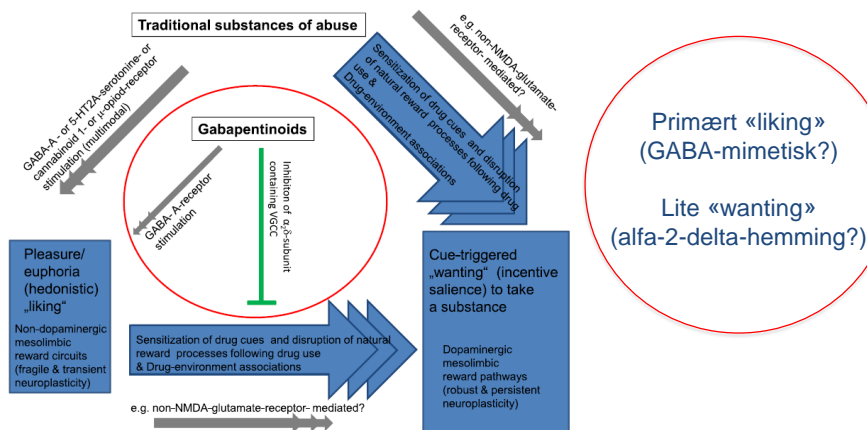 Traditional substances of abuse
GABA-A - or 5-HT2A-serotonine- or
cannabinoid 1- or µ-opiod-receptor
stimulation (multimodal)
Gabapentinoids
GABA- A-receptor
stimulation
Inhibiton of α₂δ-subunit
containing VGCC
Sensitization of drug cues and disruption
of natural reward processes following drug
use &
Drug-environment associations
e.g. non-NMDA-glutamate-
receptor- mediated?
Primært «liking»
(GABA-mimetisk?)
Lite «wanting»
(alfa-2-delta-hemming?)
Pleasure/
euphoria
(hedonistic)
„liking“
Non-dopaminergic
mesolimbic
reward circuits
(fragile & transient
neuroplasticity)
Sensitization of drug cues and disruption of natural
reward processes following drug use
& Drug-environment associations
Cue-triggered
„wanting“ (incentive
salience) to take
a substance
Dopaminergic
mesolimbic
reward pathways
(robust & persistent
neuroplasticity)
e.g. non-NMDA-glutamate-receptor- mediated?